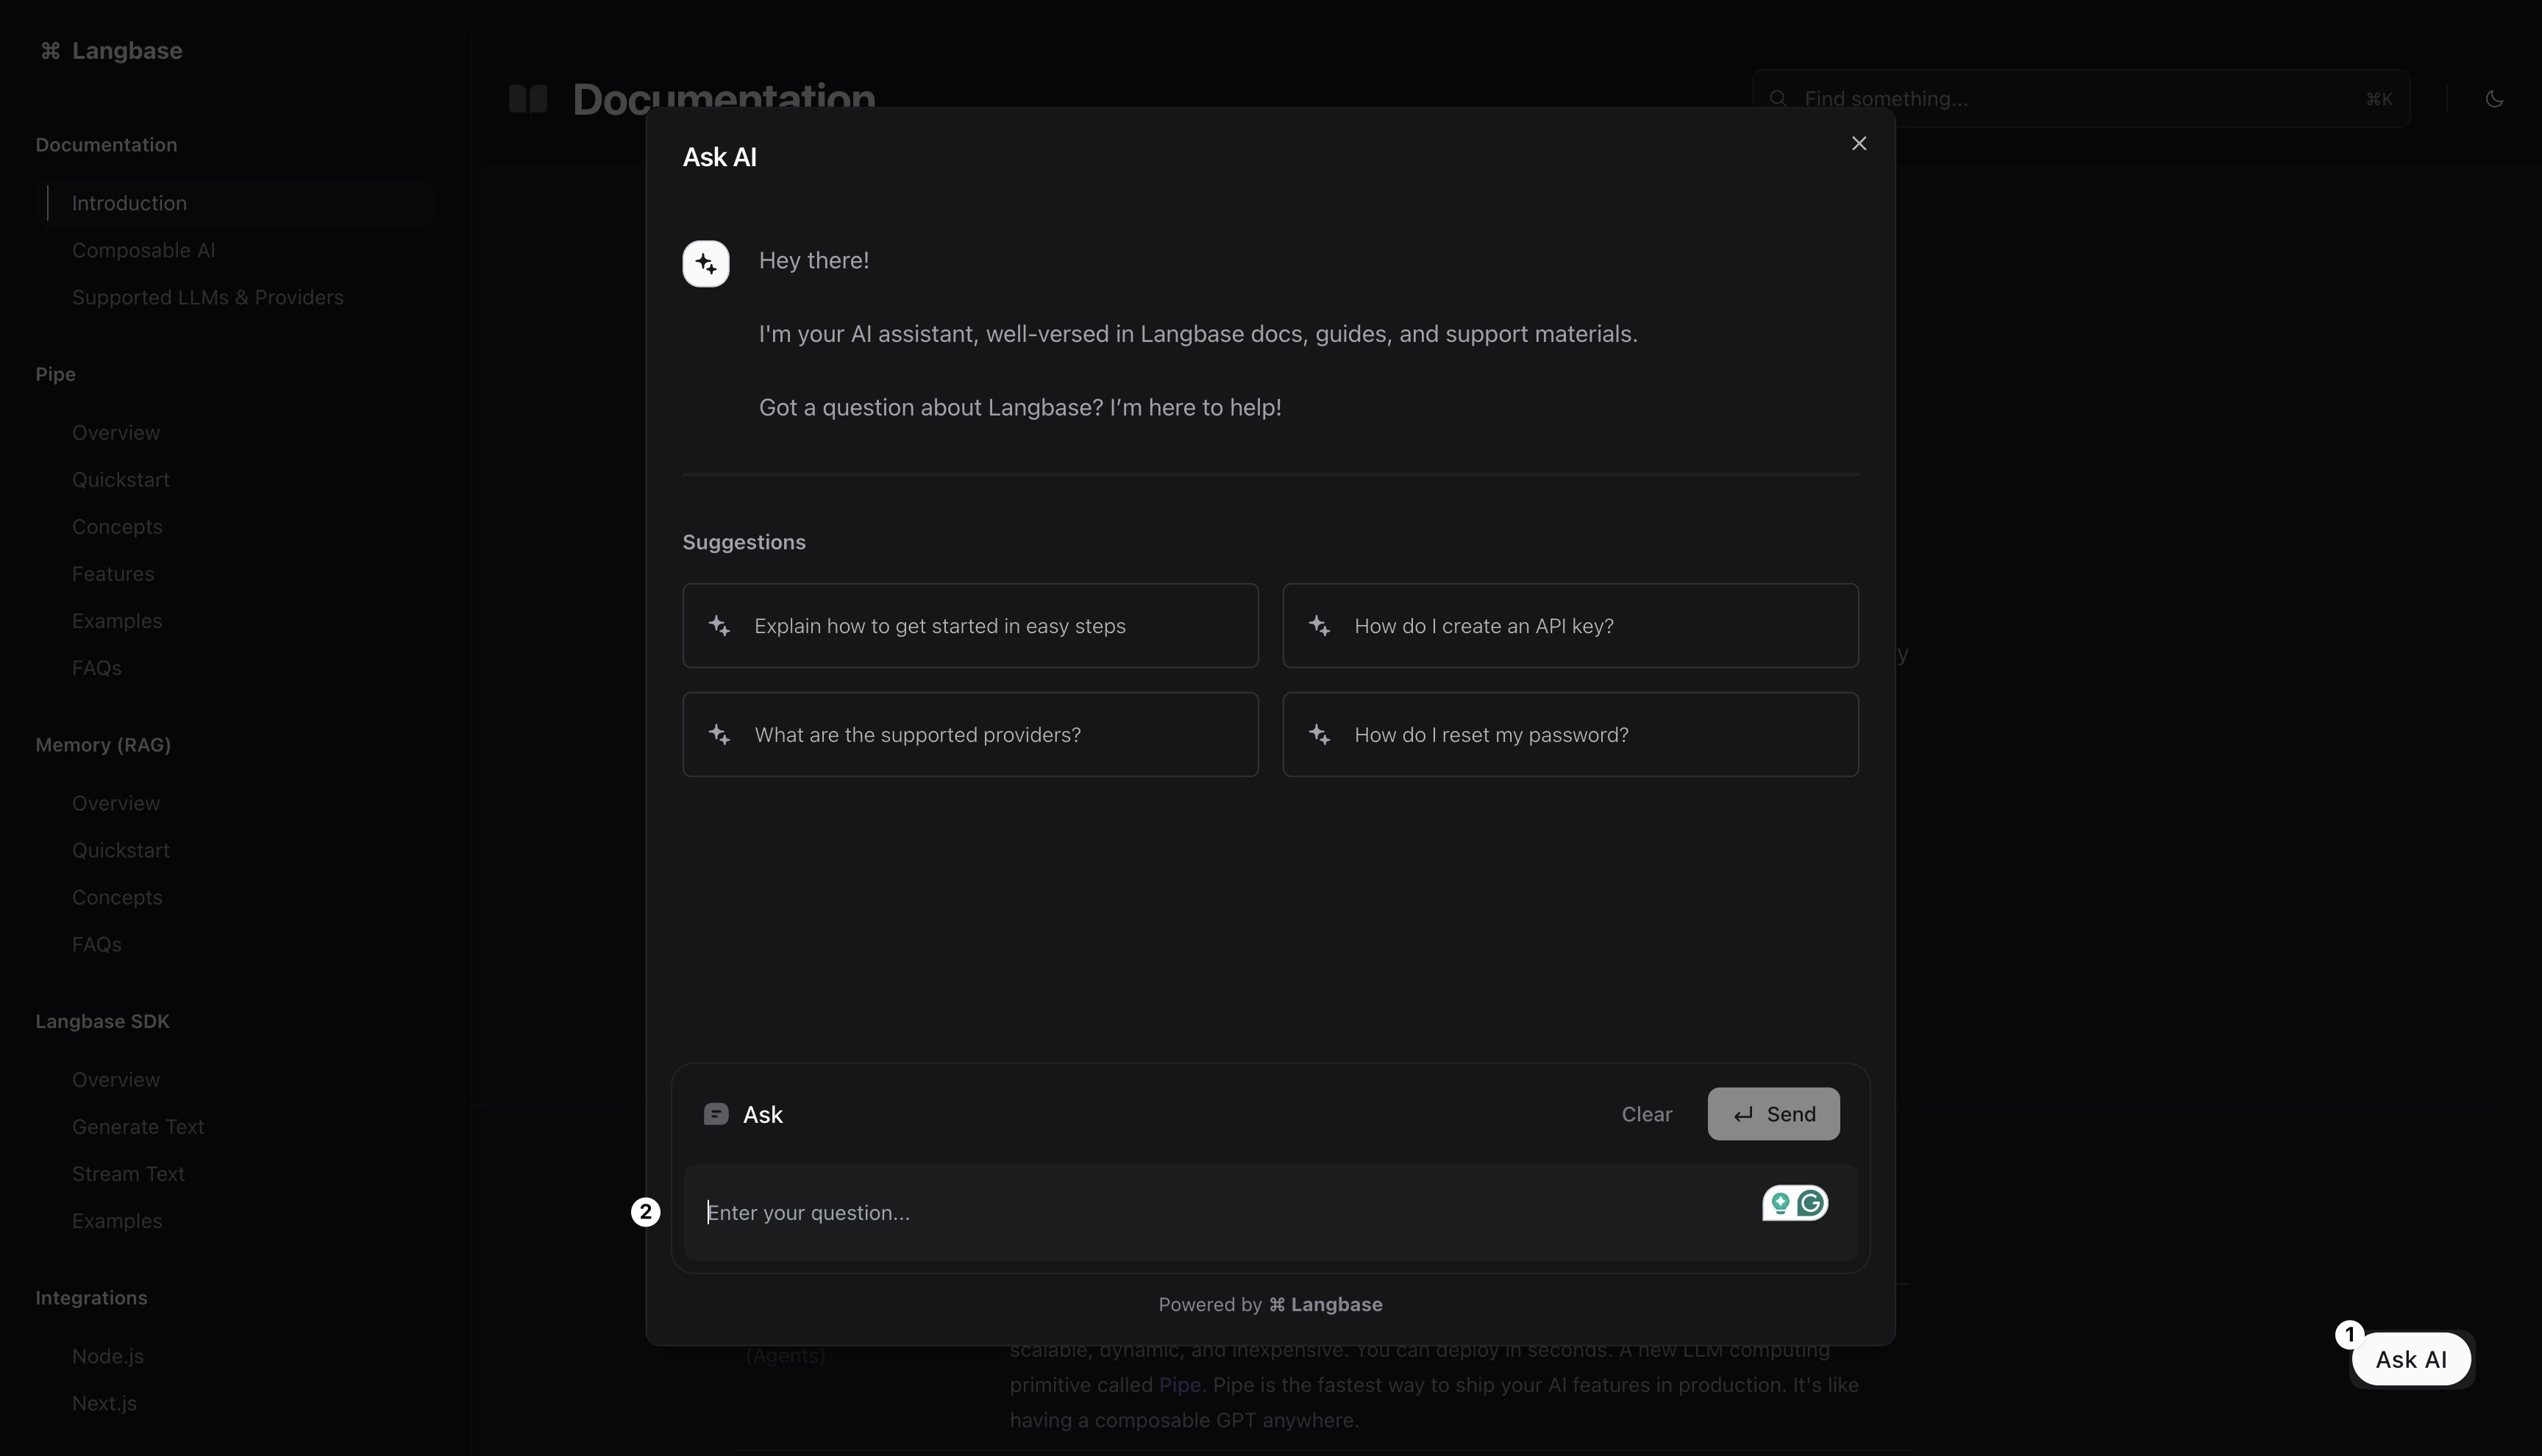 ⌘ Langbase
Documentation
Introduction
Composable AI
Supported LLMs & Providers
Pipe
Overview
Quickstart
Concepts
Features
Examples
FAQs
Memory (RAG)
Overview
Quickstart
Concepts
FAQs
Langbase SDK
Overview
Generate Text
Stream Text
Examples
Integrations
Node.js
Next.js
Documentation
Find something...
⌘K
Ask AI
Hey there!
I'm your AI assistant, well-versed in Langbase docs, guides, and support materials.
Got a question about Langbase? I’m here to help!
Suggestions
Explain how to get started in easy steps
How do I create an API key?
What are the supported providers?
How do I reset my password?
y
Ask
Clear
Send
2
Enter your question...
Powered by ⌘ Langbase
(Agents)
scalable, dynamic, and inexpensive. You can deploy in seconds. A new LLM computing
primitive called Pipe. Pipe is the fastest way to ship your AI features in production. It's like
having a composable GPT anywhere.
1
Ask AI